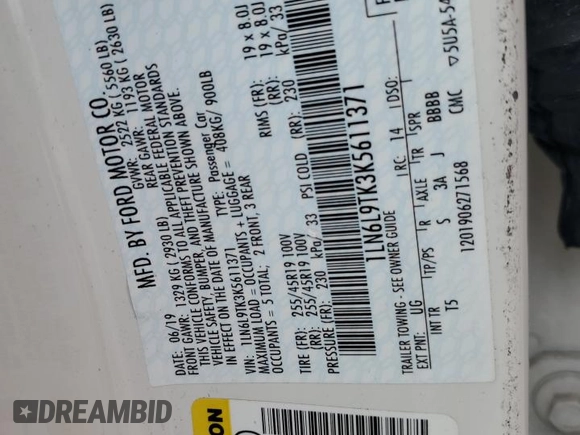 MFD. BY FORD MOTOR CO.
DATE: 06/19 GVWR: 2522 KG ( 5560 LB)
FRONT GAWR: 1329 KG ( 2930 LB) REAR GAWR: 1193 KG ( 2630 LB)
THIS VEHICLE CONFORMS TO ALL APPLICABLE FEDERAL MOTOR
VEHICLE SAFETY, BUMPER, AND THEFT PREVENTION STANDARDS
IN EFFECT ON THE DATE OF MANUFACTURE SHOWN ABOVE.
VIN: 1LN6L9TK3K5611371 TYPE: Passenger Car
MAXIMUM LOAD = OCCUPANTS + LUGGAGE = 408KG/ 900LB
OCCUPANTS = 5 TOTAL; 2 FRONT, 3 REAR
TIRE (FR): 255/45R19 100V RIMS (FR): 19 x 8.0J
(RR): 255/45R19 100V (RR): 19 x 8.0J
PRESSURE (FR): 230 kPa/ 33 PSI COLD (RR): 230 kPa/ 33
1LN6L9TK3K5611371
TRAILER TOWING - SEE OWNER GUIDE
EXT PNT: UG RC: 14 DSO:
INT TR TP/PS R AXLE TR SPR
T5 S 3A J BBBB
1201906271568 CMC
▽5U5A-54
DREAMBID